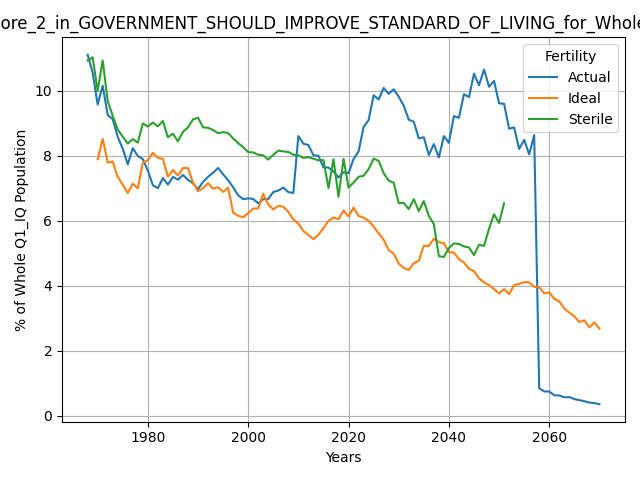 ore_2_in_GOVERNMENT_SHOULD_IMPROVE_STANDARD_OF_LIVING_for_Whole
% of Whole Q1_IQ Population
10
8
6
4
2
0
Fertility
Actual
Ideal
Sterile
1980
2000
2020
2040
2060
Years